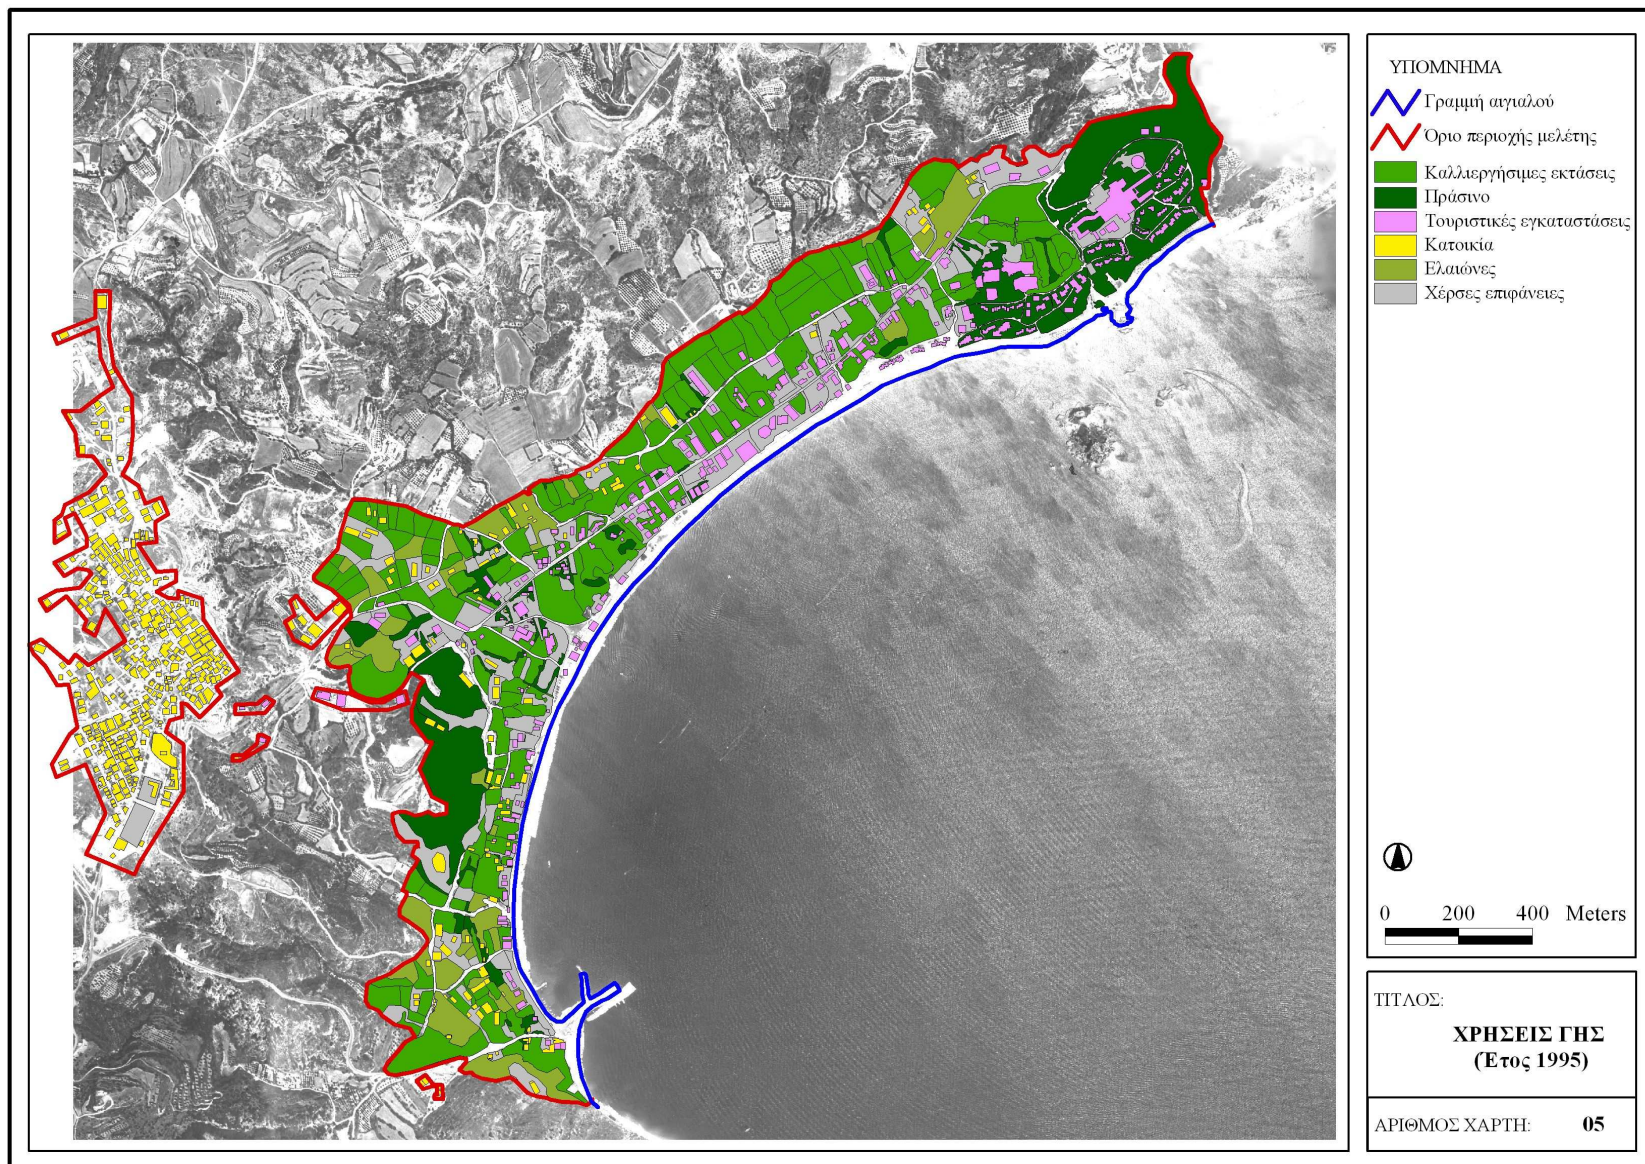 ΥΠΟΜΝΗΜΑ
Γραμμή αιγιαλού
Όριο περιοχής μελέτης
Καλλιεργήσιμες εκτάσεις
Πράσινο
Τουριστικές εγκαταστάσεις
Κατοικία
Ελαιώνες
Χέρσες επιφάνειες
0 200 400 Meters
ΤΙΤΛΟΣ:
ΧΡΗΣΕΙΣ ΓΗΣ
(Έτος 1995)
ΑΡΙΘΜΟΣ ΧΑΡΤΗ: 05